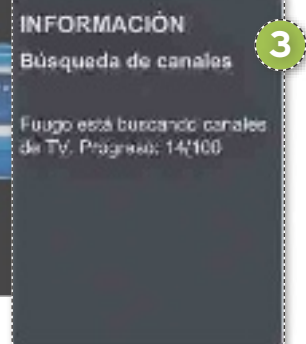 INFORMACIÓN
3
Búsqueda de canales
Fuugo está buscando canales
de TV. Progreso: 14/100